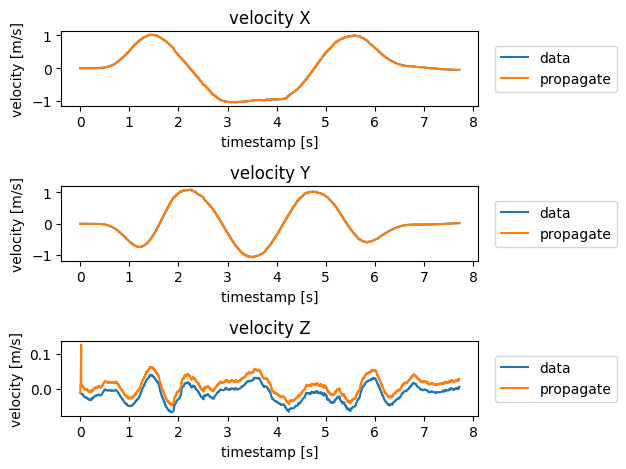 velocity X
velocity [m/s]
1
0
−1
0 1 2 3 4 5 6 7 8
timestamp [s]
data
propagate
velocity Y
velocity [m/s]
1
0
−1
0 1 2 3 4 5 6 7 8
timestamp [s]
data
propagate
velocity Z
velocity [m/s]
0.1
0.0
0 1 2 3 4 5 6 7 8
timestamp [s]
data
propagate